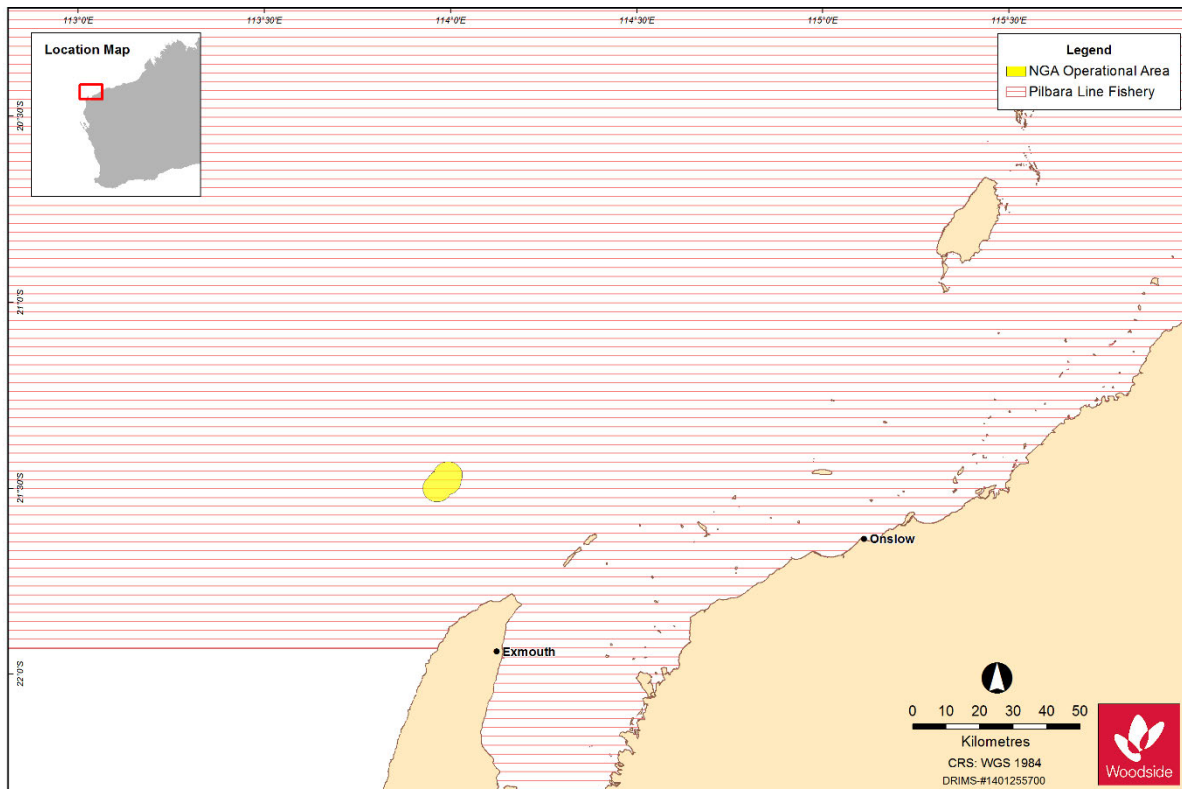 113°0'E
113°30'E
114°0'E
114°30'E
115°0'E
115°30'E
Location Map
Legend
NGA Operational Area
Pilbara Line Fishery
20°30'S
21°0'S
21°30'S
22°0'S
Onslow
Exmouth
0 10 20 30 40 50
Kilometres
CRS: WGS 1984
DRIMS-#1401255700
Woodside